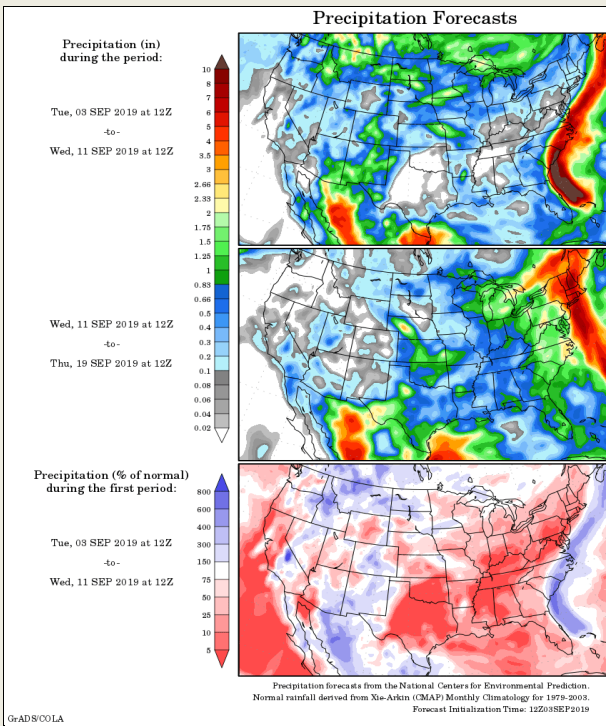 Precipitation Forecasts
Precipitation (in)
during the period:
Tue, 03 SEP 2019 at 12Z
-to-
Wed, 11 SEP 2019 at 12Z
10
8
7
6
5
4
3.5
3
2.66
2.33
2
1.75
1.5
1.25
1
0.83
0.66
0.5
0.4
0.3
0.2
0.1
0.08
0.06
0.04
0.02
Wed, 11 SEP 2019 at 12Z
-to-
Thu, 19 SEP 2019 at 12Z
Precipitation (% of normal)
during the first period:
Tue, 03 SEP 2019 at 12Z
-to-
Wed, 11 SEP 2019 at 12Z
800
600
400
300
150
75
50
25
10
5
Precipitation forecasts from the National Centers for Environmental Prediction.
Normal rainfall derived from Xie-Arkin (CMAP) Monthly Climatology for 1979-2003.
Forecast Initialization Time: 12Z03SEP2019
GrADS/COLA